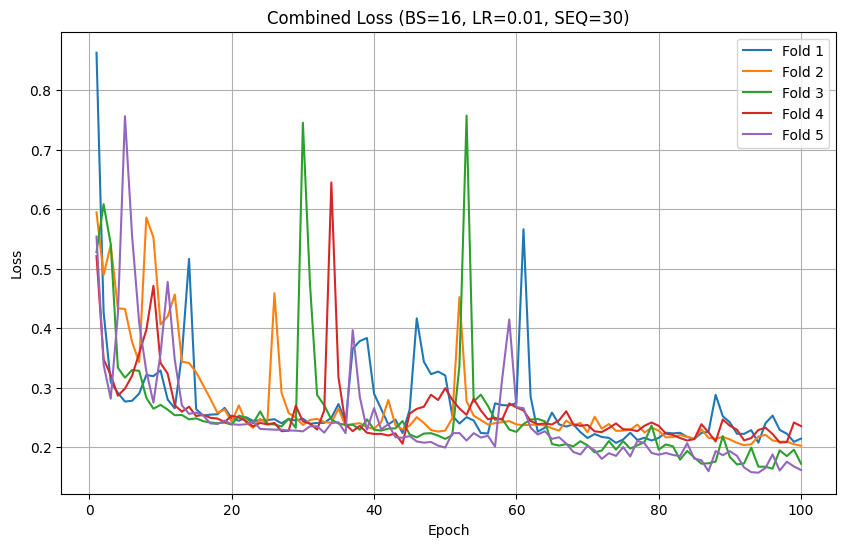 Combined Loss (BS=16, LR=0.01, SEQ=30)
Fold 1
Fold 2
Fold 3
Fold 4
Fold 5
Loss
0.8
0.7
0.6
0.5
0.4
0.3
0.2
0 20 40 60 80 100
Epoch